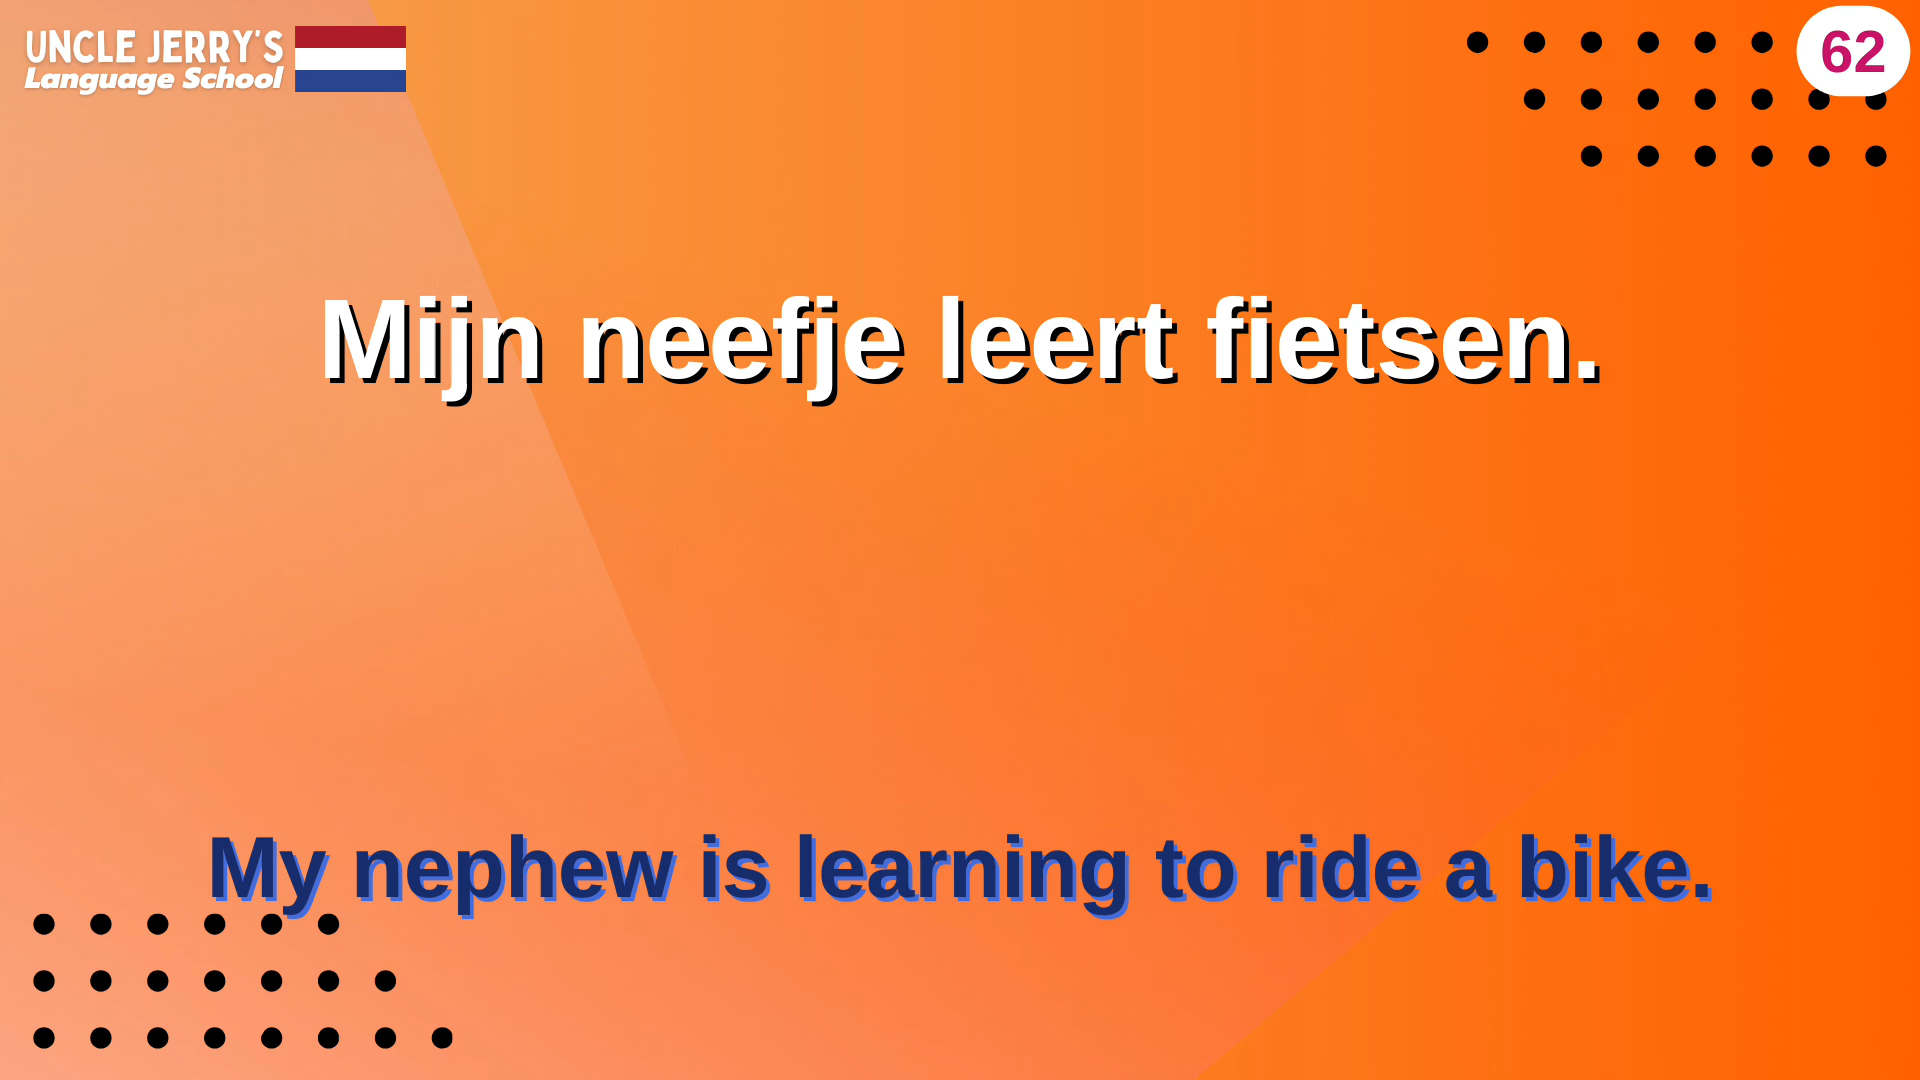 UNCLE JERRY'S
Language School
62
Mijn neefje leert fietsen.
My nephew is learning to ride a bike.